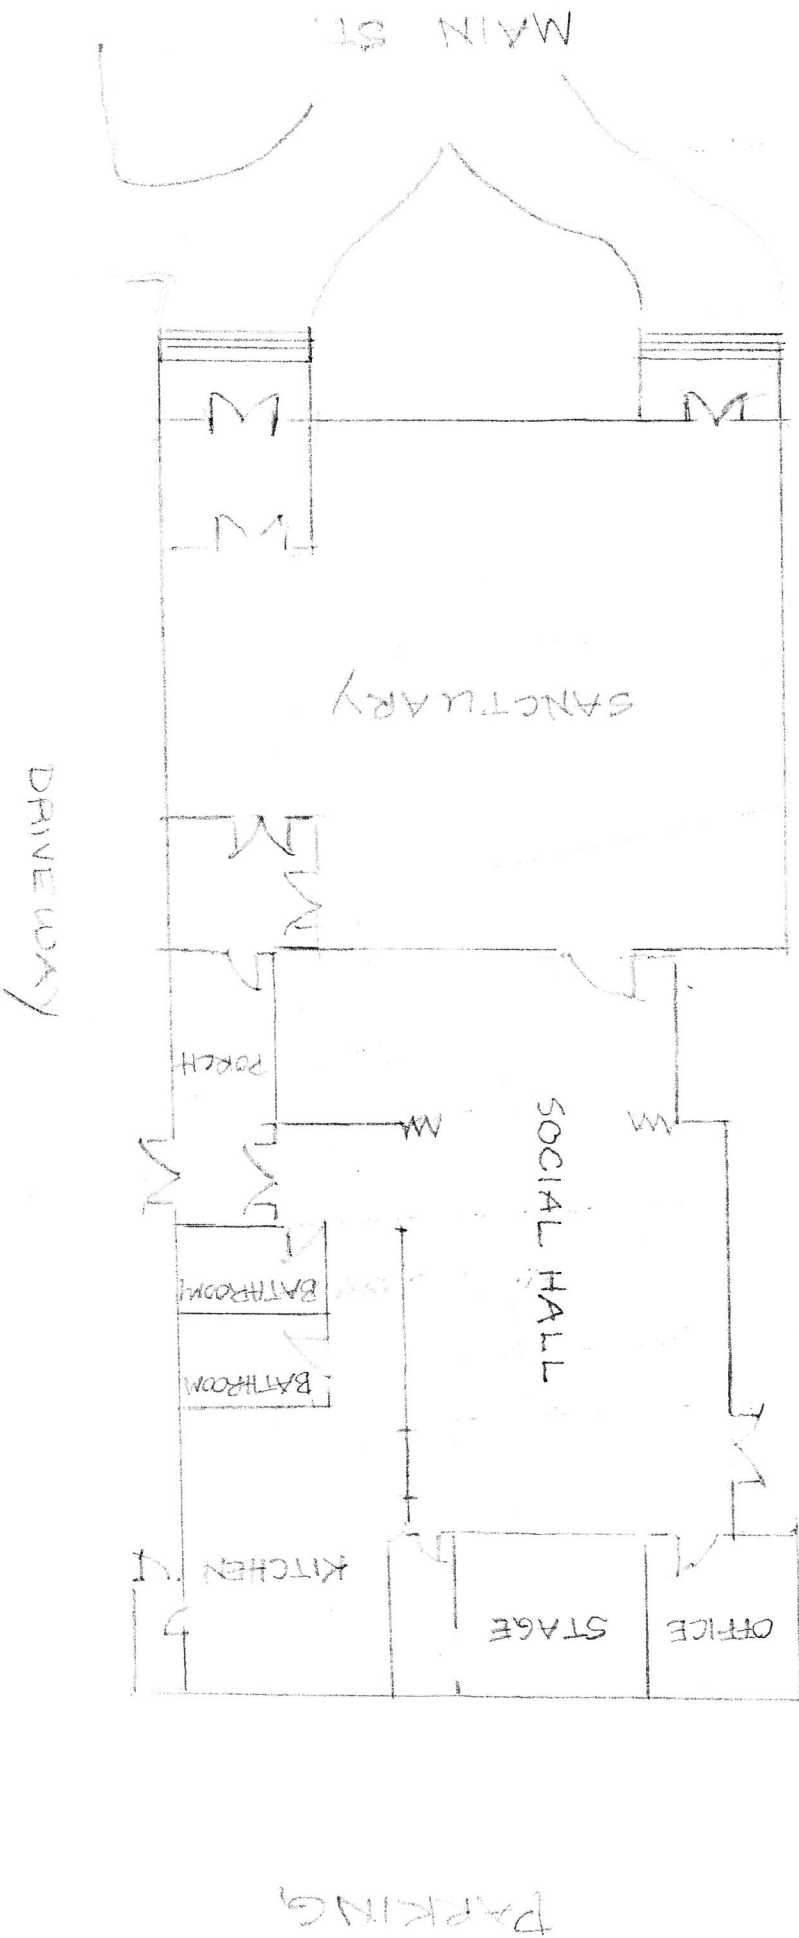 MAIN ST.
SANCTUARY
DRIVEWAY
PORCH
SOCIAL HALL
BATHROOM
BATHROOM
KITCHEN
STAGE
OFFICE
PARKING